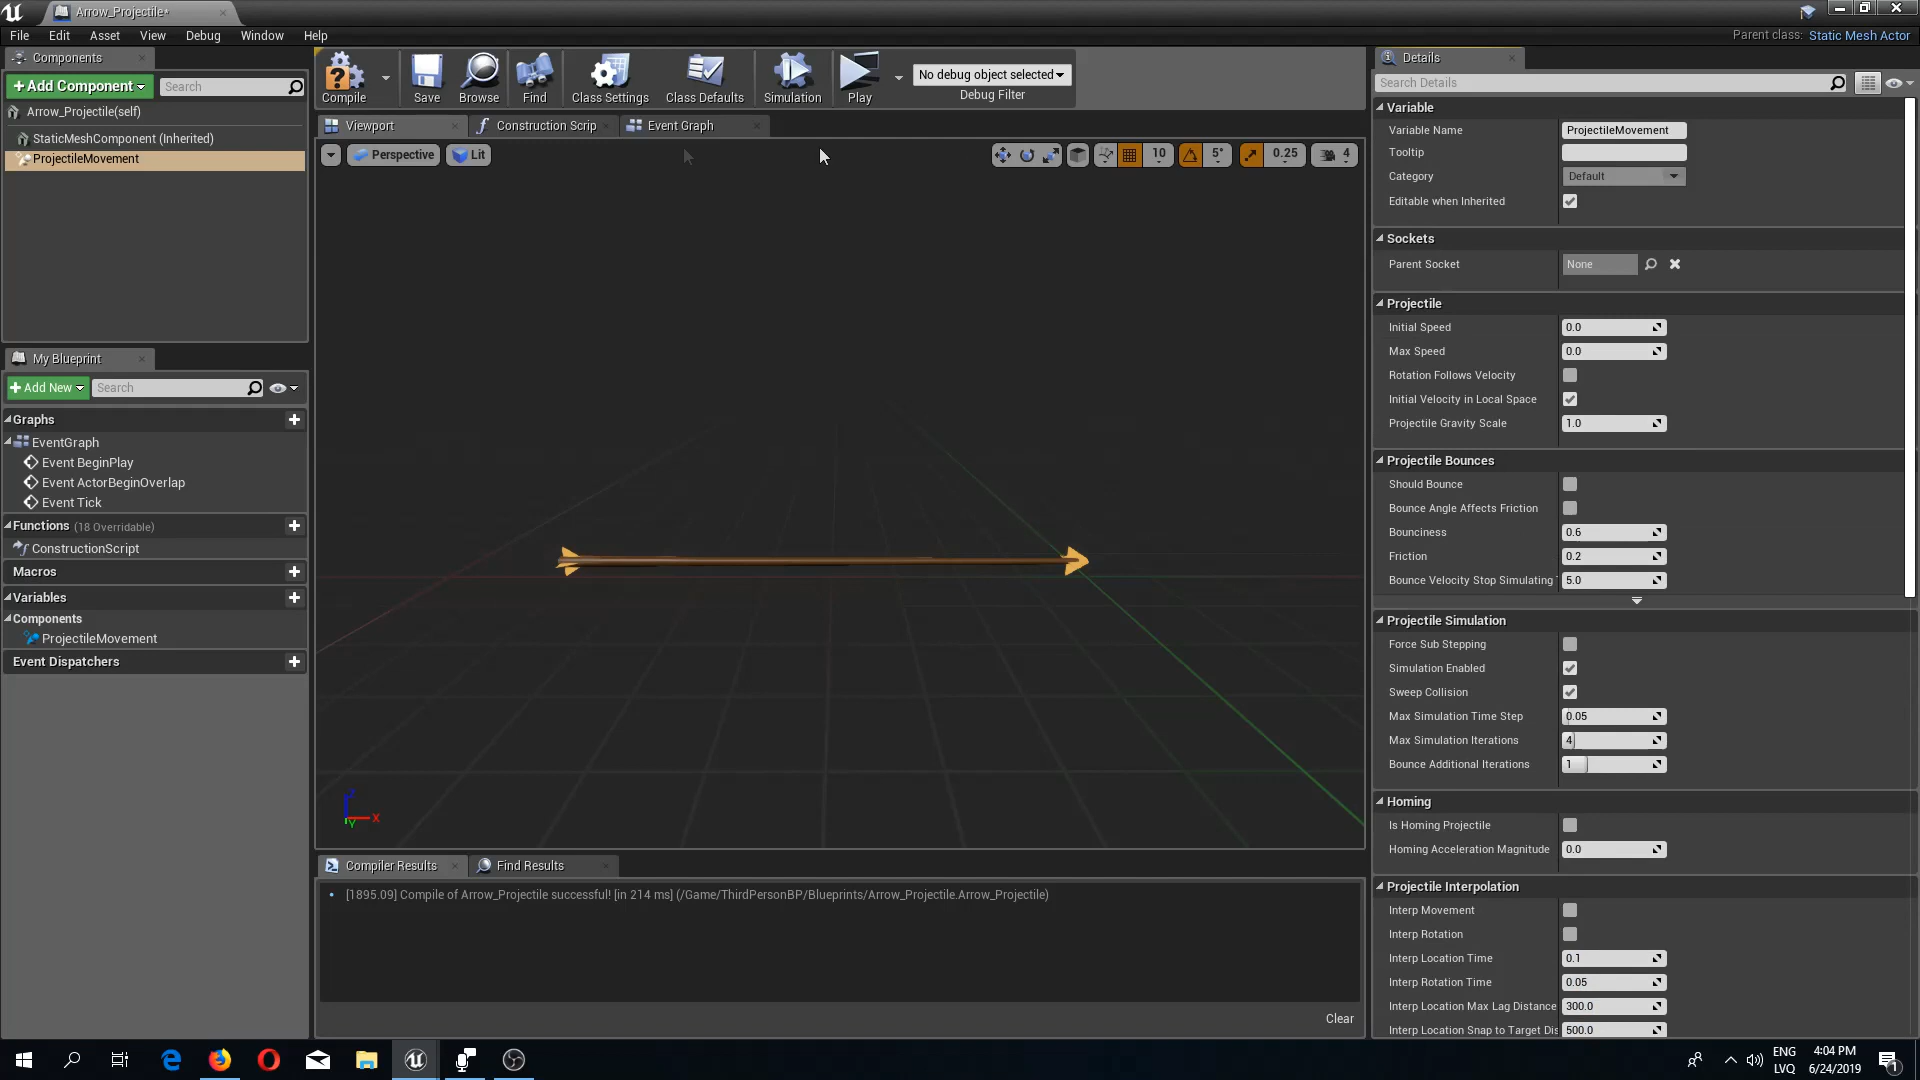 Arrow_Projectile*
File Edit Asset View Debug Window Help
Parent class: Static Mesh Actor
Components
+Add Component
Search
Arrow_Projectile(self)
StaticMeshComponent (Inherited)
ProjectileMovement
My Blueprint
+Add New
Search
Graphs
EventGraph
Event BeginPlay
Event ActorBeginOverlap
Event Tick
Functions (18 Overridable)
ConstructionScript
Macros
Variables
Components
ProjectileMovement
Event Dispatchers
Compile
Save
Browse
Find
Class Settings
Class Defaults
Simulation
Play
No debug object selected
Debug Filter
Viewport
Construction Scrip
Event Graph
Perspective
Lit
10
5°
0.25
4
Z
X
Y
Compiler Results
Find Results
[1895.09] Compile of Arrow_Projectile successful! [in 214 ms] (/Game/ThirdPersonBP/Blueprints/Arrow_Projectile.Arrow_Projectile)
Clear
Details
Search Details
Variable
Variable Name ProjectileMovement
Tooltip
Category Default
Editable when Inherited
Sockets
Parent Socket None
Projectile
Initial Speed 0.0
Max Speed 0.0
Rotation Follows Velocity
Initial Velocity in Local Space
Projectile Gravity Scale 1.0
Projectile Bounces
Should Bounce
Bounce Angle Affects Friction
Bounciness 0.6
Friction 0.2
Bounce Velocity Stop Simulating 5.0
Projectile Simulation
Force Sub Stepping
Simulation Enabled
Sweep Collision
Max Simulation Time Step 0.05
Max Simulation Iterations 4
Bounce Additional Iterations 1
Homing
Is Homing Projectile
Homing Acceleration Magnitude 0.0
Projectile Interpolation
Interp Movement
Interp Rotation
Interp Location Time 0.1
Interp Rotation Time 0.05
Interp Location Max Lag Distance 300.0
Interp Location Snap to Target Dis 500.0
ENG
LVQ
4:04 PM
6/24/2019
1